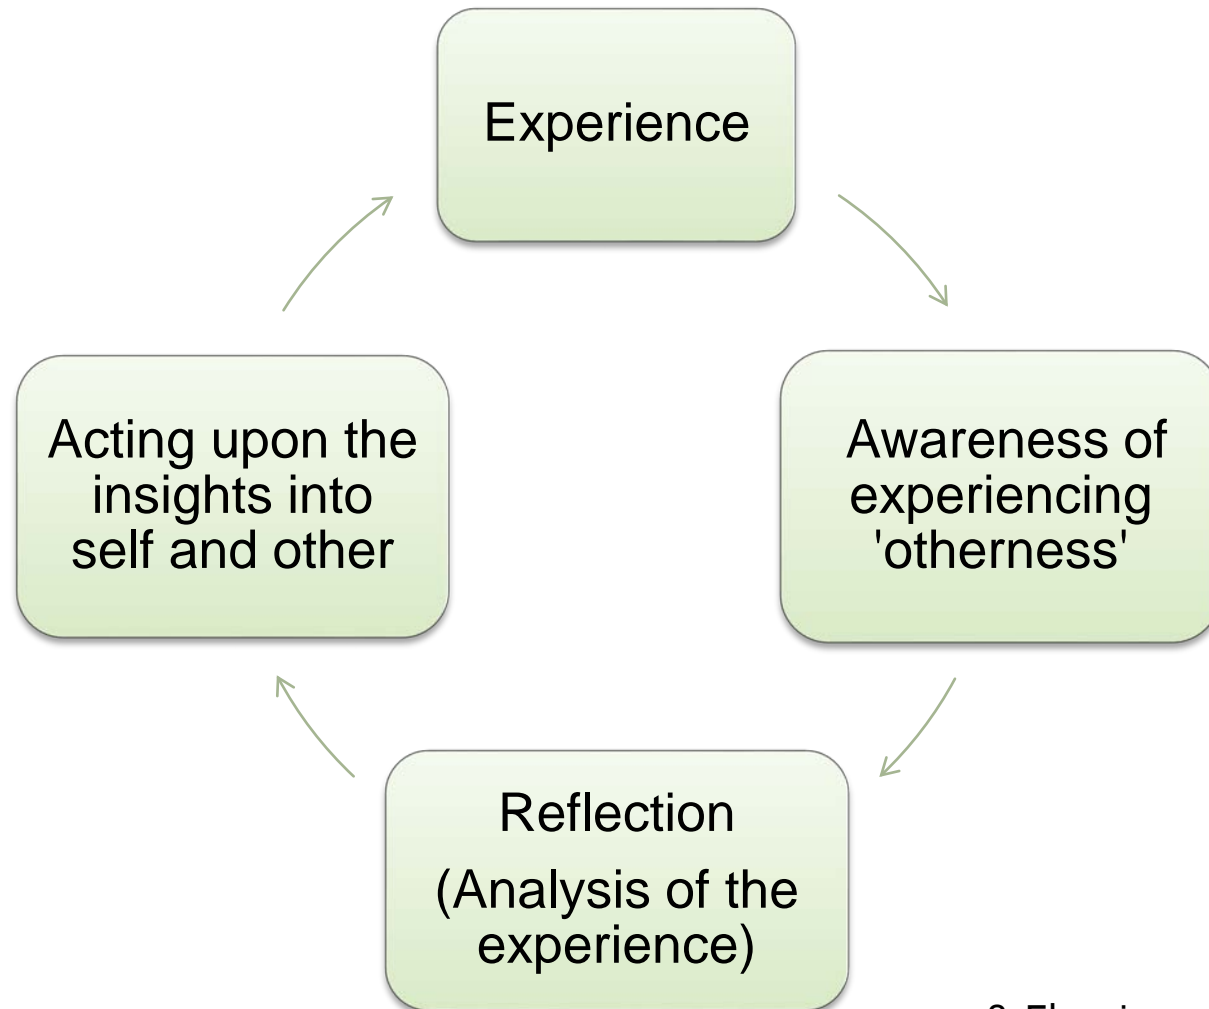 Experience
Awareness of
experiencing
'otherness'
Reflection
(Analysis of the
experience)
Acting upon the
insights into
self and other